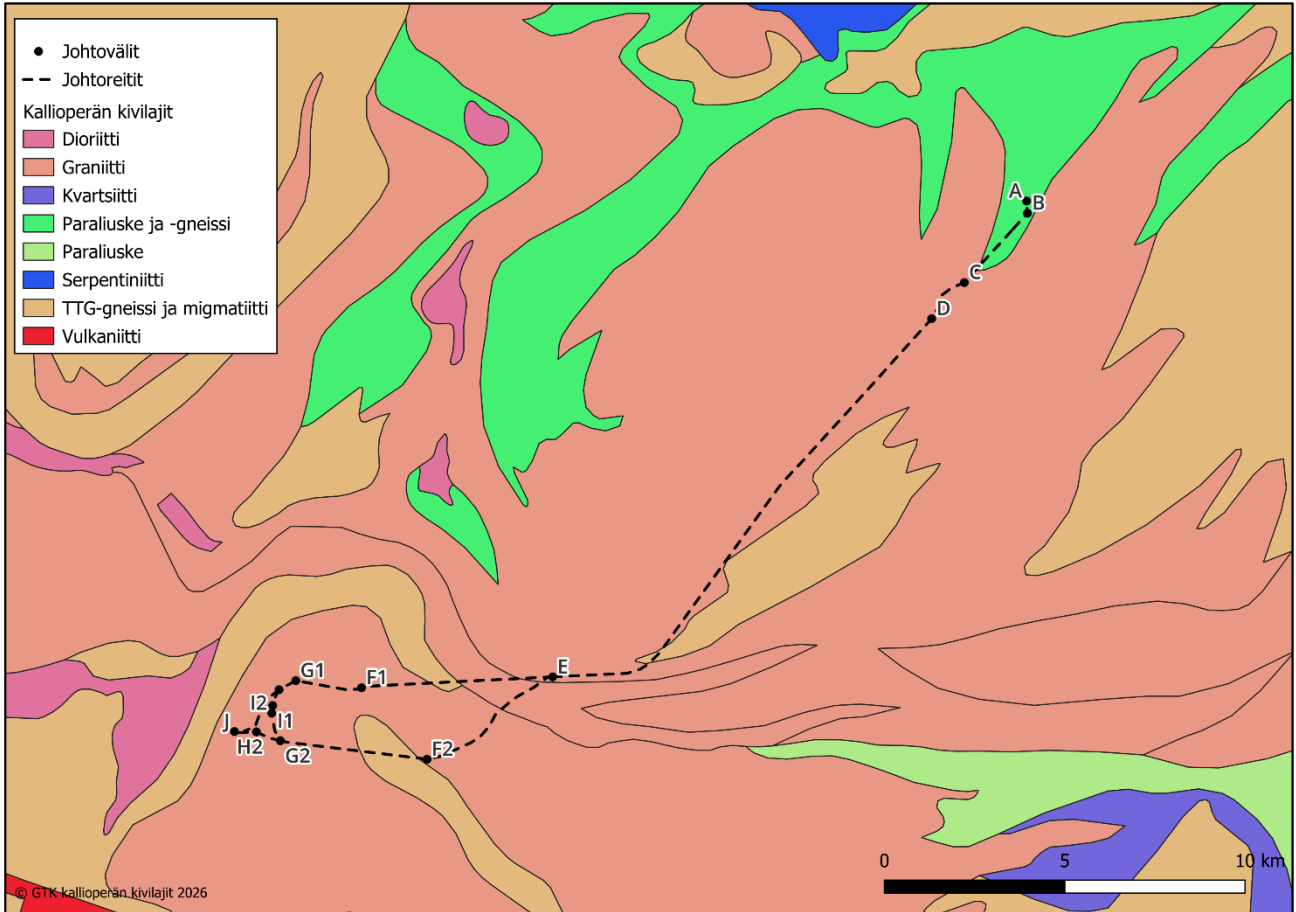 Johtovälit
Johtoreitit
Kallioperän kivilajit
Dioriitti
Graniitti
Kvartsiitti
Paraliuske ja -gneissi
Paraliuske
Serpentiniitti
TTG-gneissi ja migmatiitti
Vulkaniitti
A
B
C
D
E
G1
F1
I2
I1
J
H2
G2
F2
0 5 10 km
© GTK kallioperän kivilajit 2026